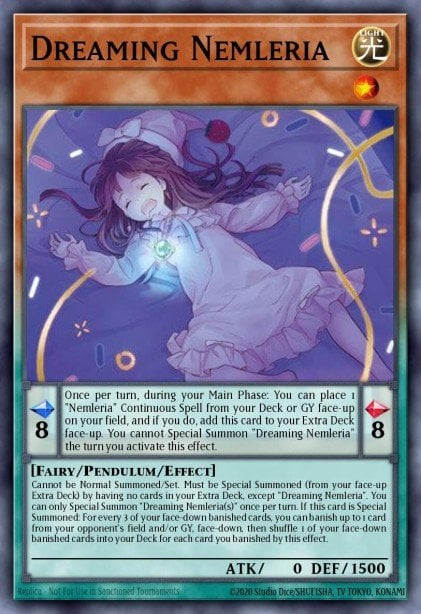 DREAMING NEMLERIA
LIGHT
光
Once per turn, during your Main Phase: You can place 1
"Nemleria" Continuous Spell from your Deck or GY face-up
on your field, and if you do, add this card to your Extra Deck
face-up. You cannot Special Summon "Dreaming Nemleria"
the turn you activate this effect.
8
8
[FAIRY/PENDULUM/EFFECT]
Cannot be Normal Summoned/Set. Must be Special Summoned (from your face-up
Extra Deck) by having no cards in your Extra Deck, except "Dreaming Nemleria". You
can only Special Summon "Dreaming Nemleria(s)" once per turn. If this card is Special
Summoned: For every 3 of your face-down banished cards, you can banish up to 1 card
from your opponent's field and/or GY, face-down, then shuffle 1 of your face-down
banished cards into your Deck for each card you banished by this effect.
ATK/ 0 DEF/1500
Replica - Not For Use in Sanctioned Tournaments
©2020 Studio Dice/SHUEISHA, TV TOKYO, KONAMI